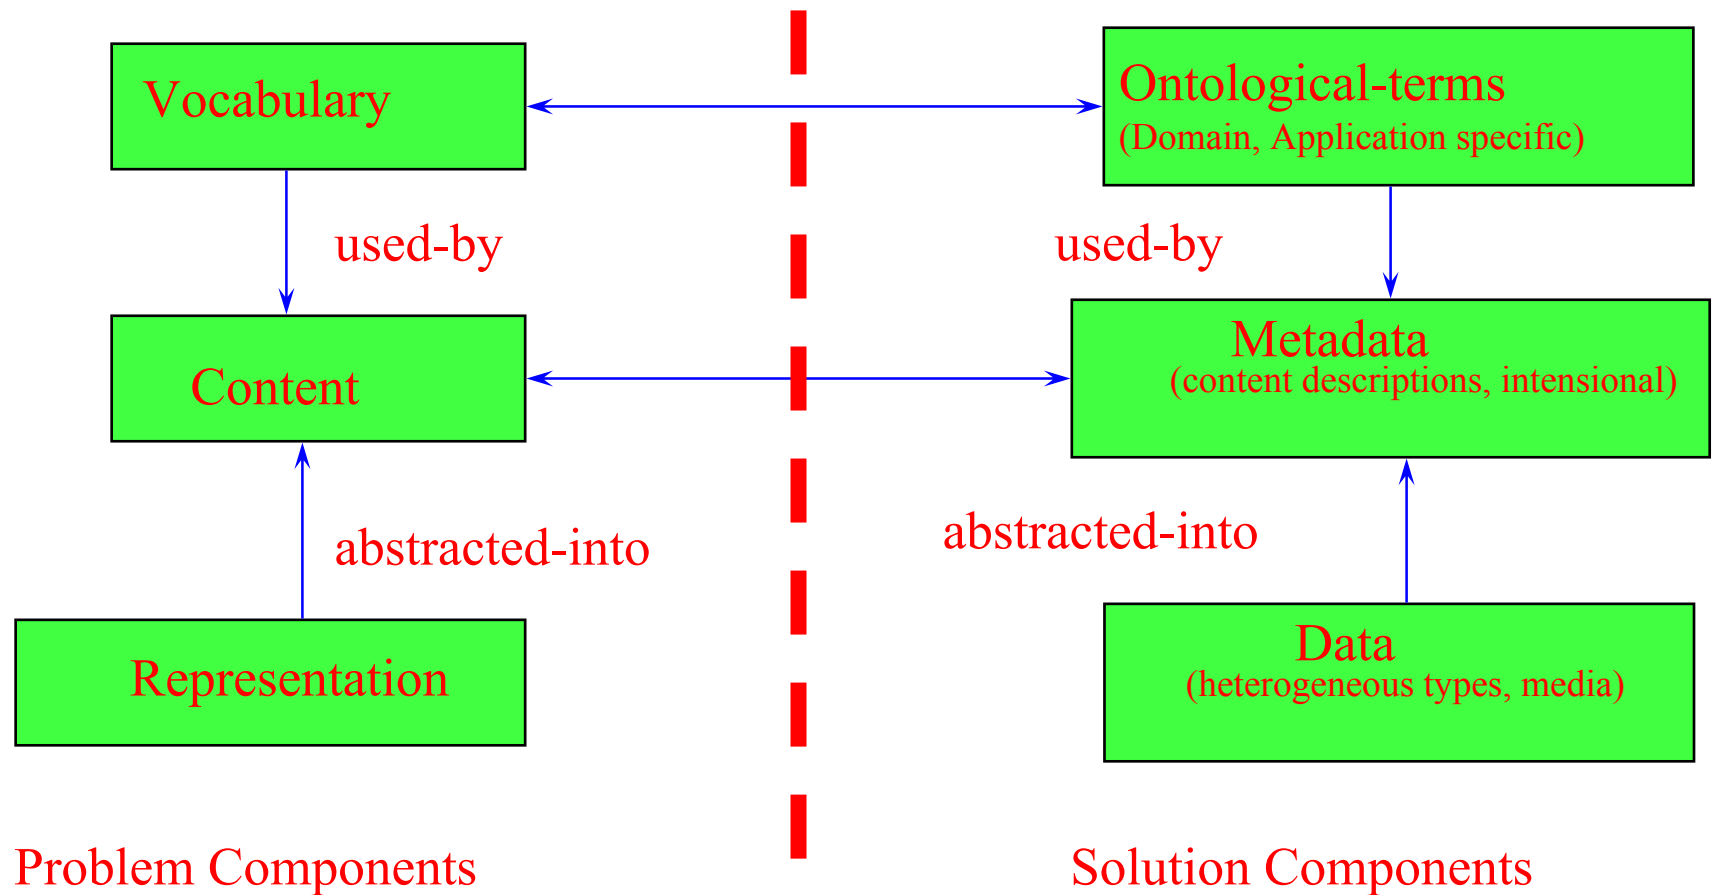 Vocabulary
used-by
Content
abstracted-into
Representation
Problem Components
Ontological-terms
(Domain, Application specific)
used-by
Metadata
(content descriptions, intensional)
abstracted-into
Data
(heterogeneous types, media)
Solution Components